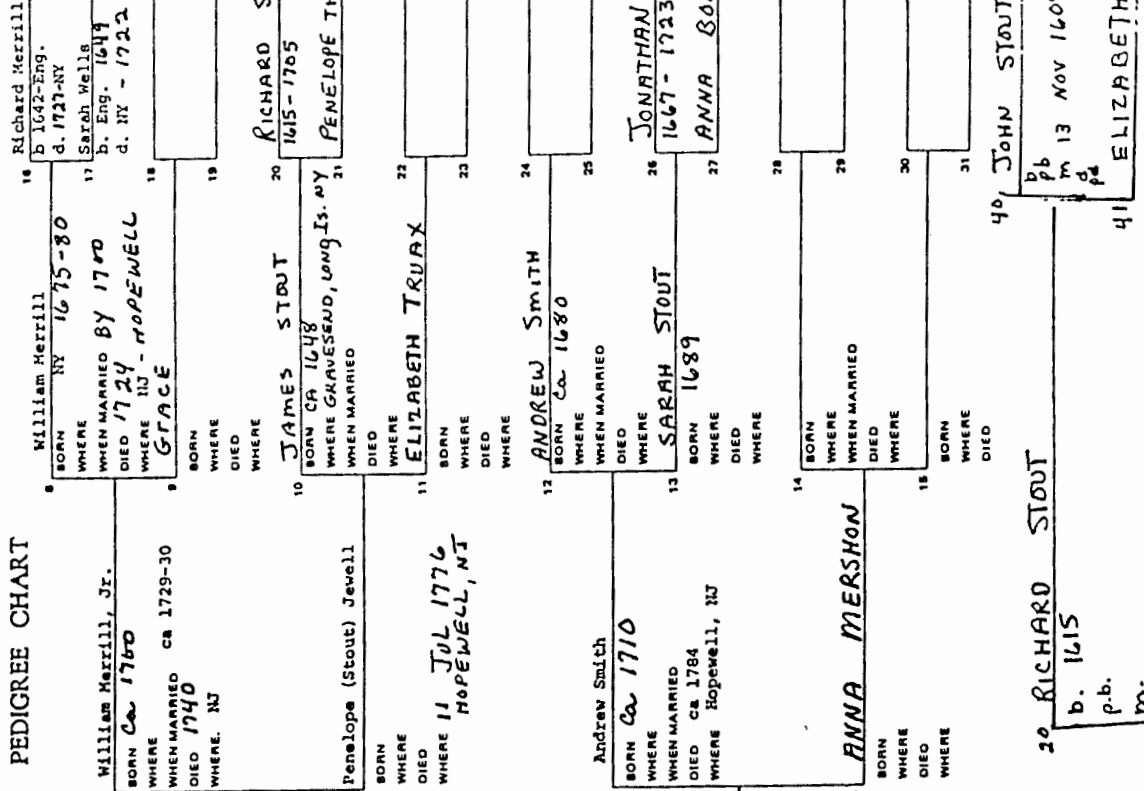 PEDIGREE CHART
William Merrill, Jr.
BORN Ca 1700
WHERE
WHEN MARRIED ca 1729-30
DIED 1740
WHERE. NJ
Penelope (Stout) Jewell
BORN
WHERE
DIED
WHERE 11 JUL 1776
HOPEWELL, NJ
Andrew Smith
BORN Ca 1710
WHERE
WHEN MARRIED
DIED ca 1784
WHERE Hopewell, NJ
ANNA MERSHON
BORN
WHERE
DIED
WHERE
William Merrill
8
BORN NY 1675-80
WHERE
WHEN MARRIED BY 1700
DIED 1724
WHERE NJ - HOPEWELL
GRACE
9
BORN
WHERE
DIED
WHERE
JAMES STOUT
10
BORN CA 1648
WHERE GRAVESEND, LONG Is. NY
WHEN MARRIED
DIED
WHERE
ELIZABETH TRUAX
11
BORN
WHERE
DIED
WHERE
ANDREW SMITH
12
BORN Ca 1680
WHERE
WHEN MARRIED
DIED
WHERE
SARAH STOUT
13
BORN 1689
WHERE
DIED
WHERE
14
BORN
WHERE
WHEN MARRIED
DIED
WHERE
15
BORN
WHERE
DIED
16
Richard Merrill
b 1642-Eng.
d. 1727-NY
17
Sarah Wells
b. Eng. 1649
d. NY - 1722
18
19
20
RICHARD S
1615-1705
21
PENELOPE
22
23
24
25
26
JONATHAN
1667-1723
27
ANNA
28
29
30
31
20 RICHARD STOUT
b. 1615
p.b.
m.
40 JOHN STOUT
b
pb
m 13 NOV
d
pd
41 ELIZABETH